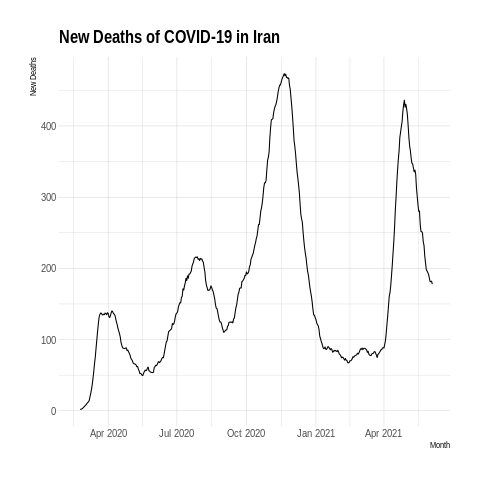 New Deaths of COVID-19 in Iran
New Deaths
400
300
200
100
0
Apr 2020 Jul 2020 Oct 2020 Jan 2021 Apr 2021
Month